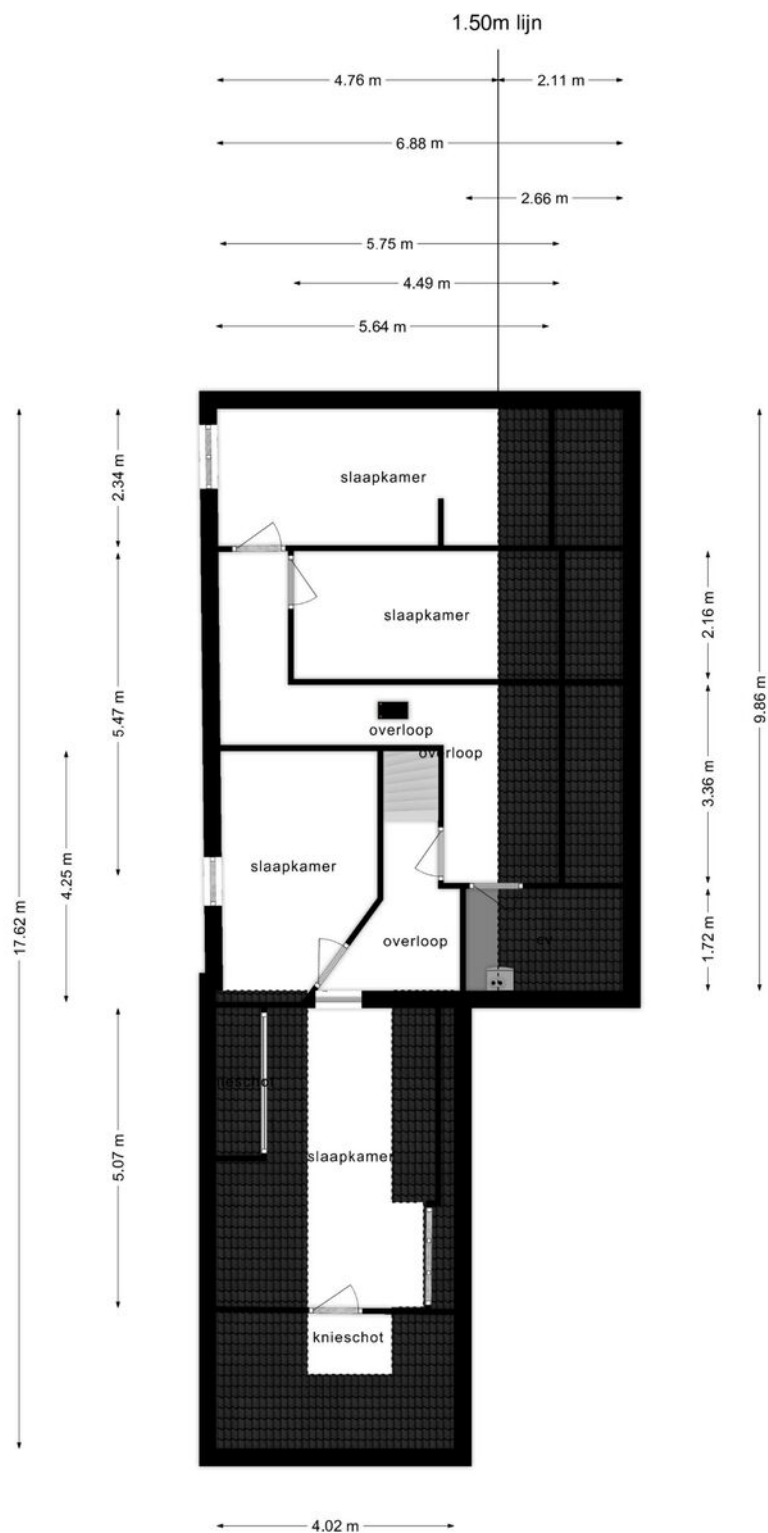 1.50m lijn
4.76 m
2.11 m
6.88 m
2.66 m
5.75 m
4.49 m
5.64 m
2.34 m
slaapkamer
5.47 m
slaapkamer
2.16 m
9.86 m
overloop
overloop
3.36 m
17.62 m
4.25 m
slaapkamer
overloop
cv
1.72 m
knieschot
5.07 m
slaapkamer
knieschot
4.02 m